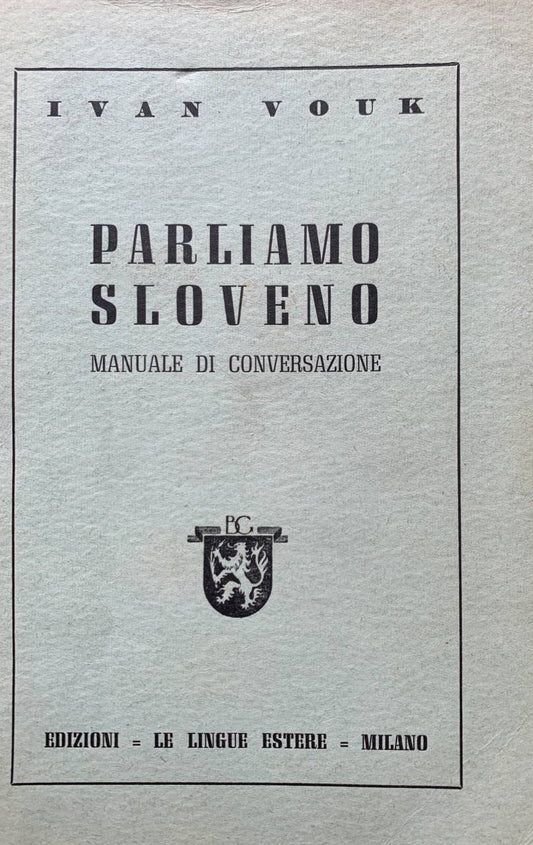 IVAN VOUK
PARLIAMO
SLOVENO
MANUALE DI CONVERSAZIONE
BG
EDIZIONI = LE LINGUE ESTERE = MILANO